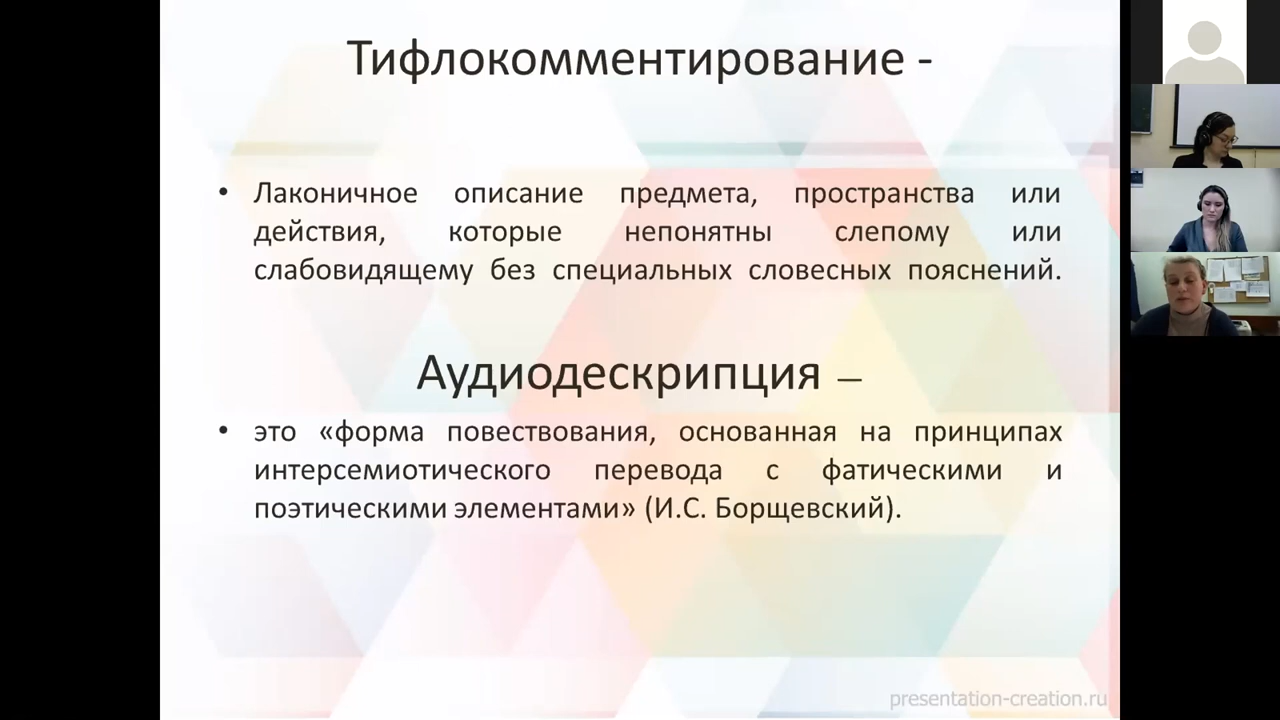 Тифлокомментирование -
• Лаконичное описание предмета, пространства или
действия, которые непонятны слепому или
слабовидящему без специальных словесных пояснений.
Аудиодескрипция —
• это «форма повествования, основанная на принципах
интерсемиотического перевода с фатическими и
поэтическими элементами» (И.С. Борщевский).
presentation-creation.ru